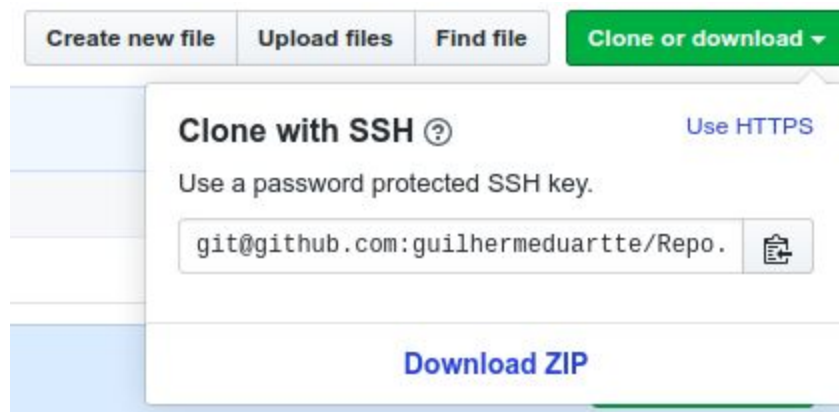 Create new file Upload files Find file Clone or download
Clone with SSH Use HTTPS
Use a password protected SSH key.
git@github.com:guilhermeduartte/Repo.
Download ZIP